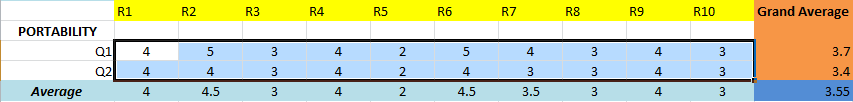 R1 R2 R3 R4 R5 R6 R7 R8 R9 R10 Grand Average
PORTABILITY
Q1 4 5 3 4 2 5 4 3 4 3 3.7
Q2 4 4 3 4 2 4 3 3 4 3 3.4
Average 4 4.5 3 4 2 4.5 3.5 3 4 3 3.55